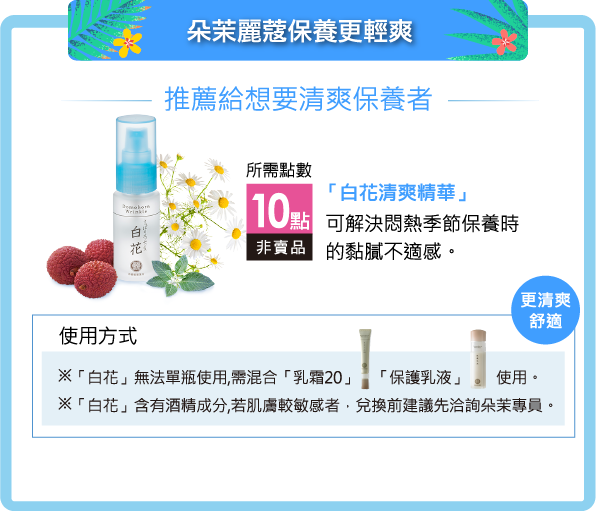 朵茉麗蔻保養更輕爽
推薦給想要清爽保養者
所需點數
10點
非賣品
「白花清爽精華」
可解決悶熱季節保養時
的黏膩不適感。
Domohorn
Wrinkle
白花
更清爽
舒適
使用方式
※「白花」無法單瓶使用,需混合「乳霜20」 「保護乳液」 使用。
※「白花」含有酒精成分,若肌膚較敏感者，兌換前建議先洽詢朵茉專員。